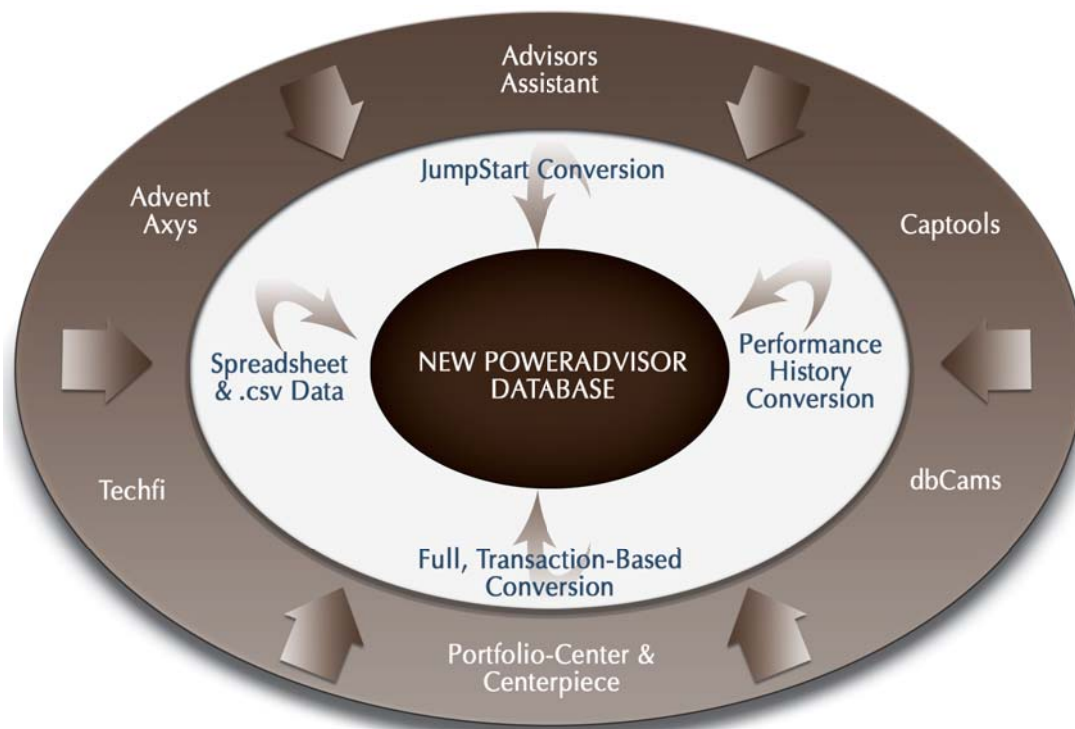 Advisors
Assistant
JumpStart Conversion
Advent
Axys
Captools
Spreadsheet
& .csv Data
NEW POWERADVISOR
DATABASE
Performance
History
Conversion
Techfi
dbCams
Full, Transaction-Based
Conversion
Portfolio-Center &
Centerpiece